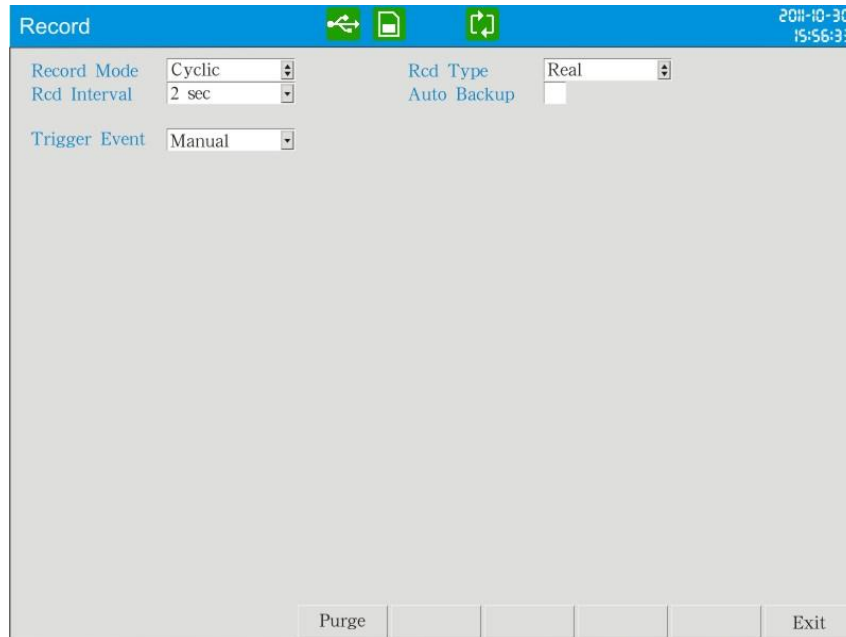 Record
2011-10-30
15:56:3
Record Mode Cyclic Rcd Type Real
Rcd Interval 2 sec Auto Backup
Trigger Event Manual
Purge Exit